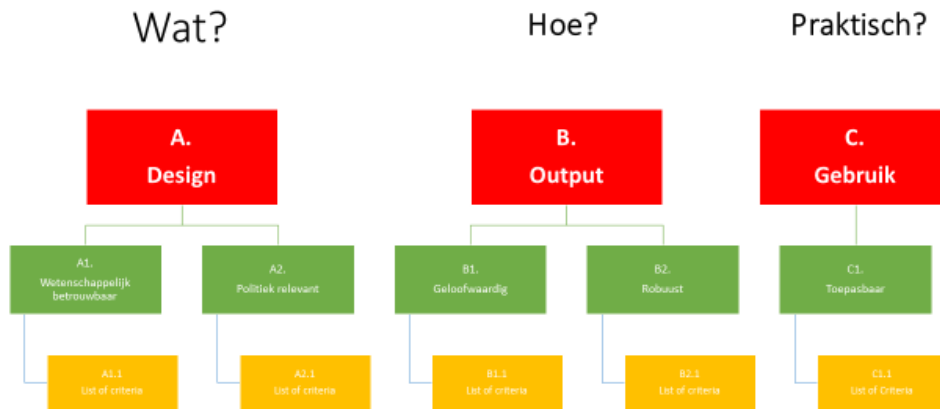 Wat?
Hoe?
Praktisch?
A.
Design
B.
Output
C.
Gebruik
A1.
Wetenschappelijk
betrouwbaar
A2.
Politiek relevant
B1.
Geloofwaardig
B2.
Robuust
C1.
Toepasbaar
A1.1
List of criteria
A2.1
List of criteria
B1.1
List of criteria
B2.1
List of criteria
C1.1
List of Criteria